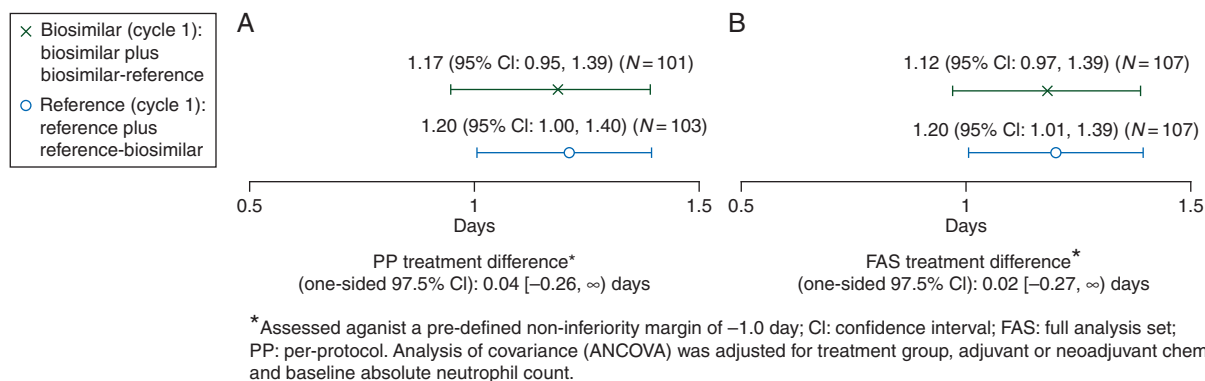 × Biosimilar (cycle 1):
biosimilar plus
biosimilar-reference
○ Reference (cycle 1):
reference plus
reference-biosimilar
A
1.17 (95% CI: 0.95, 1.39) (N=101)
1.20 (95% CI: 1.00, 1.40) (N=103)
0.5 1 1.5
Days
PP treatment difference*
(one-sided 97.5% CI): 0.04 [–0.26, ∞) days
B
1.12 (95% CI: 0.97, 1.39) (N=107)
1.20 (95% CI: 1.01, 1.39) (N=107)
0.5 1 1.5
Days
FAS treatment difference*
(one-sided 97.5% CI): 0.02 [–0.27, ∞) days
*Assessed aganist a pre-defined non-inferiority margin of –1.0 day; CI: confidence interval; FAS: full analysis set;
PP: per-protocol. Analysis of covariance (ANCOVA) was adjusted for treatment group, adjuvant or neoadjuvant chem
and baseline absolute neutrophil count.